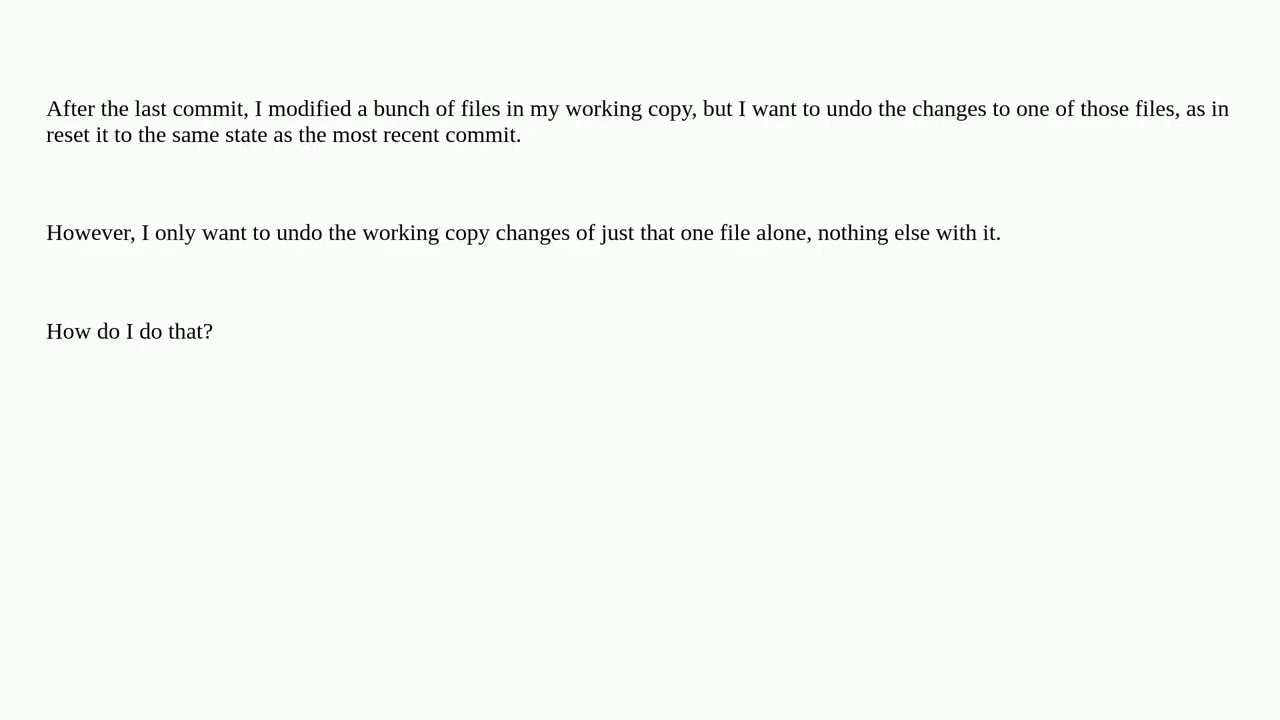 After the last commit, I modified a bunch of files in my working copy, but I want to undo the changes to one of those files, as in
reset it to the same state as the most recent commit.
However, I only want to undo the working copy changes of just that one file alone, nothing else with it.
How do I do that?